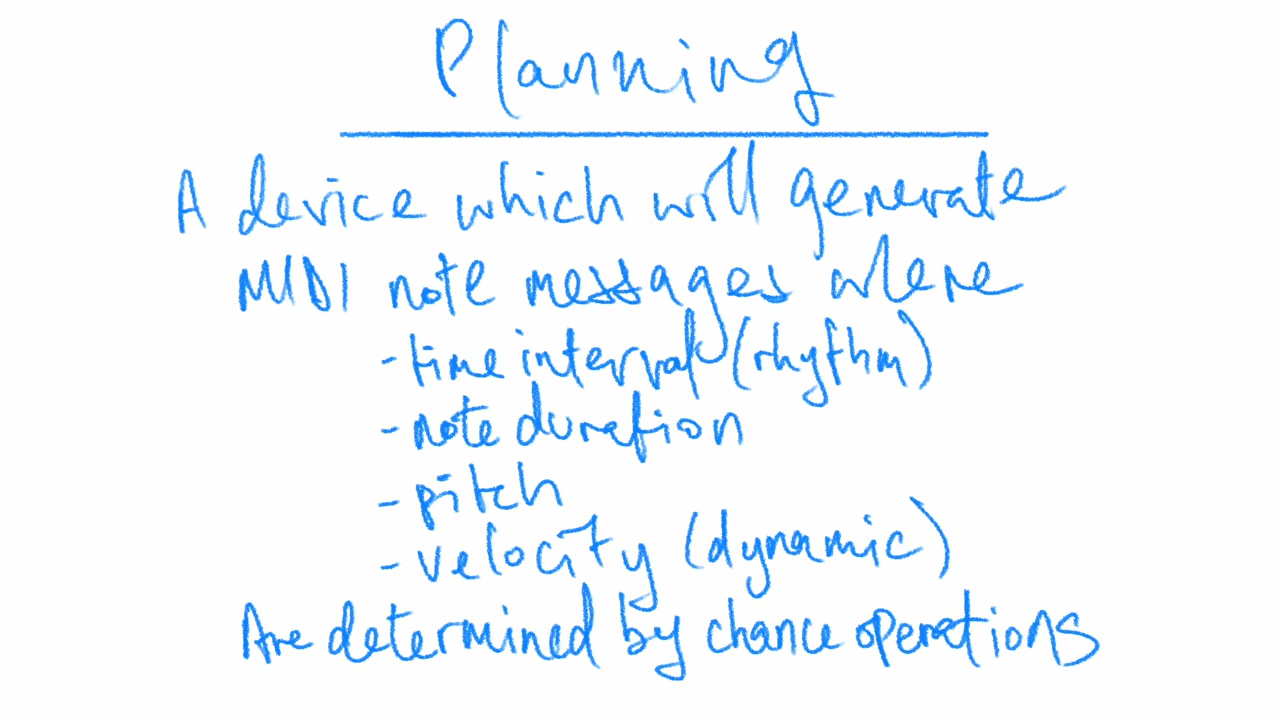 Planning
A device which will generate
MIDI note messages where
- time interval (rhythm)
- note duration
- pitch
- velocity (dynamic)
Are determined by chance operations